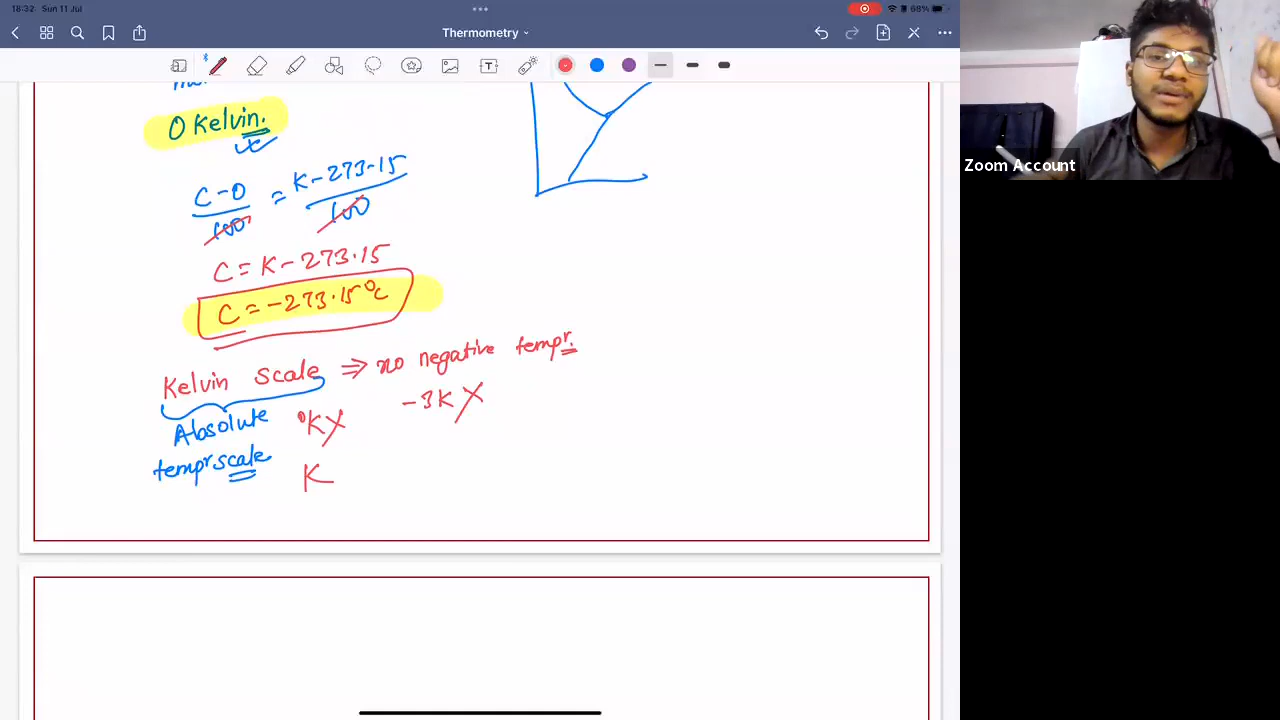 18:32 Sun 11 Jul
68%
Thermometry
0 Kelvin.
C-0 = K-273.15
100 100
C = K-273.15
C = -273.15°C
Kelvin scale ⇒ no negative tempr.
Absolute °K X -3K X
tempr scale
K
Zoom Account